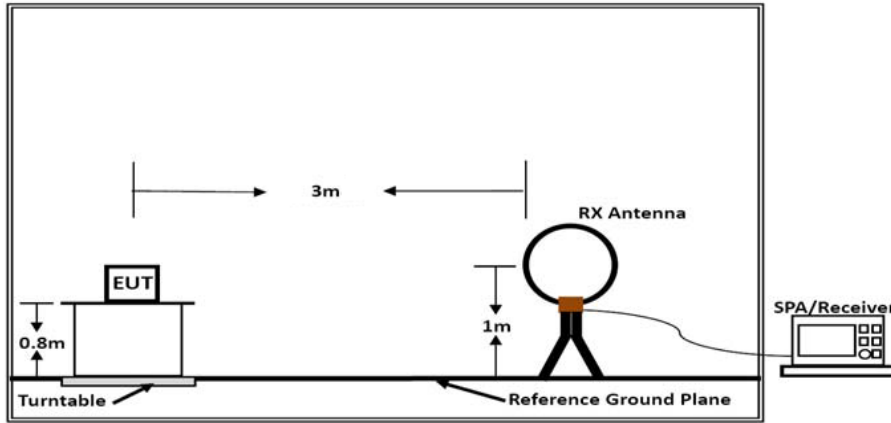 3m
RX Antenna
EUT
SPA/Receiver
0.8m
1m
Turntable
Reference Ground Plane